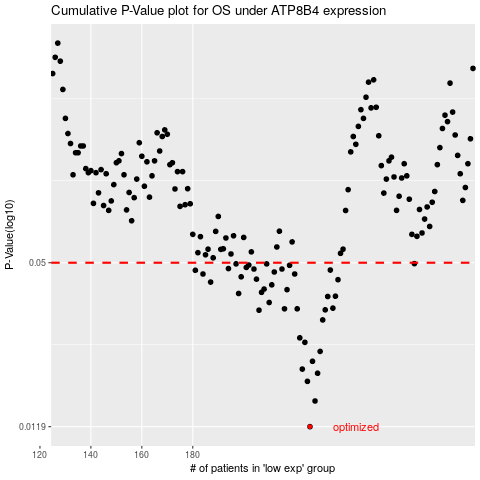 Cumulative P-Value plot for OS under ATP8B4 expression
P-Value(log10)
0.05
0.0119
optimized
120 140 160 180
# of patients in 'low exp' group